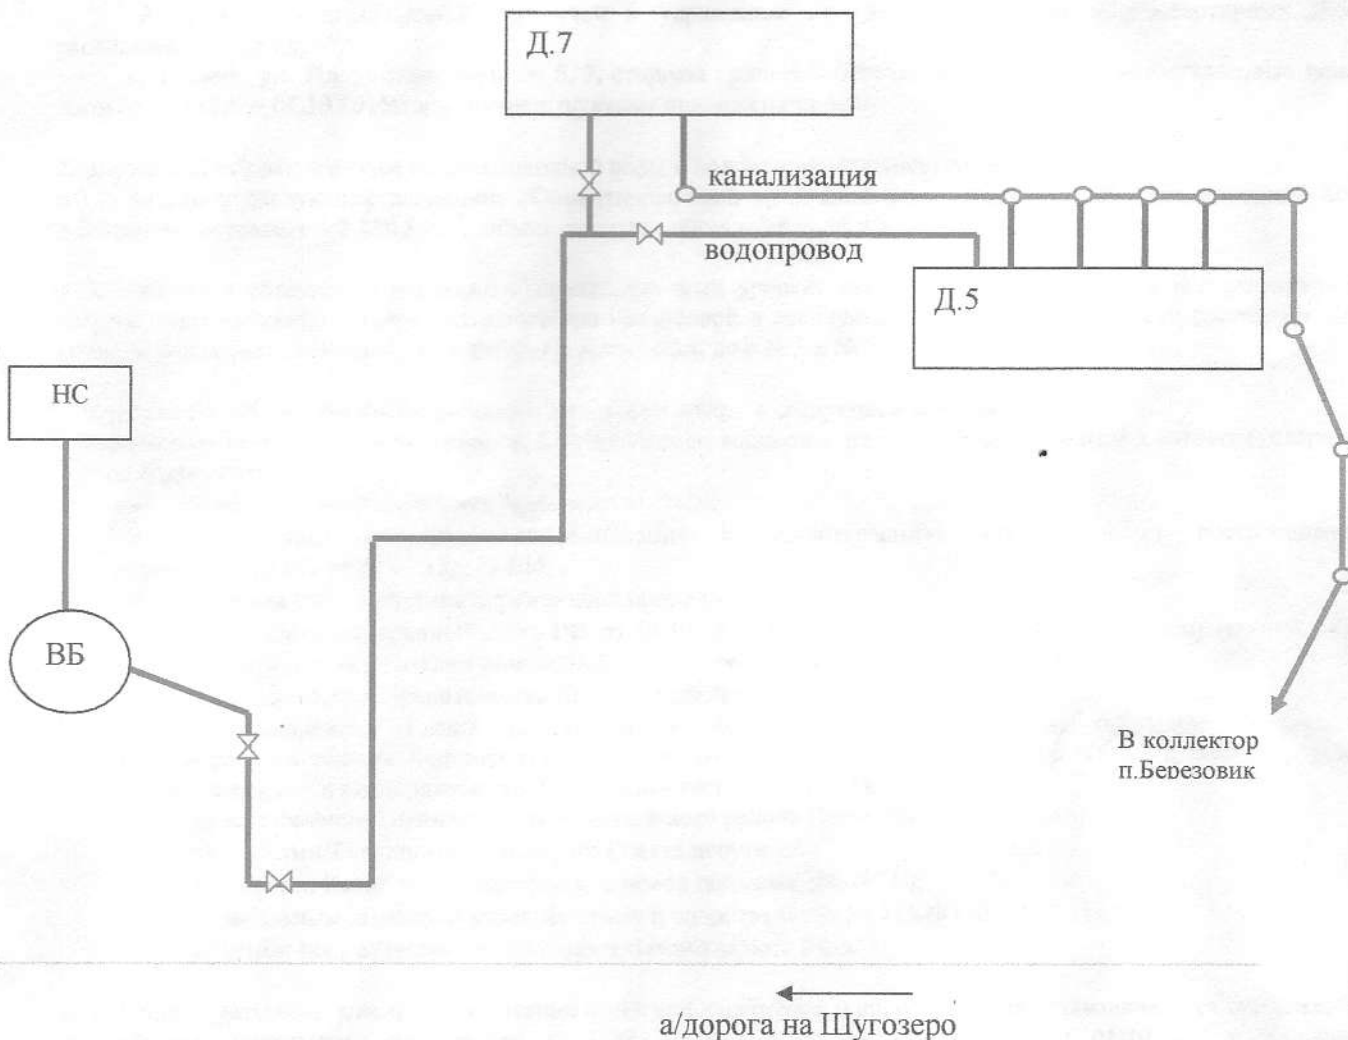 Д.7
канализация
водопровод
Д.5
НС
ВБ
В коллектор
п.Березовик
а/дорога на Шугозеро